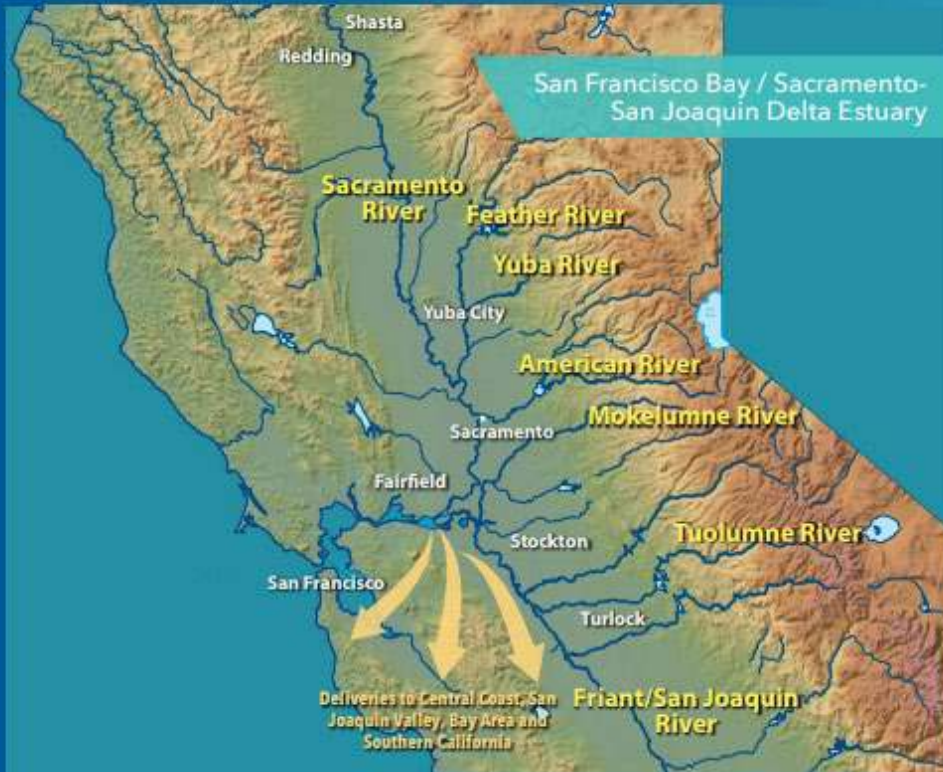 Shasta
Redding
San Francisco Bay / Sacramento-
San Joaquin Delta Estuary
Sacramento
River
Feather River
Yuba River
Yuba City
American River
Mokelumne River
Sacramento
Fairfield
Tuolumne River
Stockton
San Francisco
Turlock
Deliveries to Central Coast, San
Joaquin Valley, Bay Area and
Southern California
Friant/San Joaquin
River